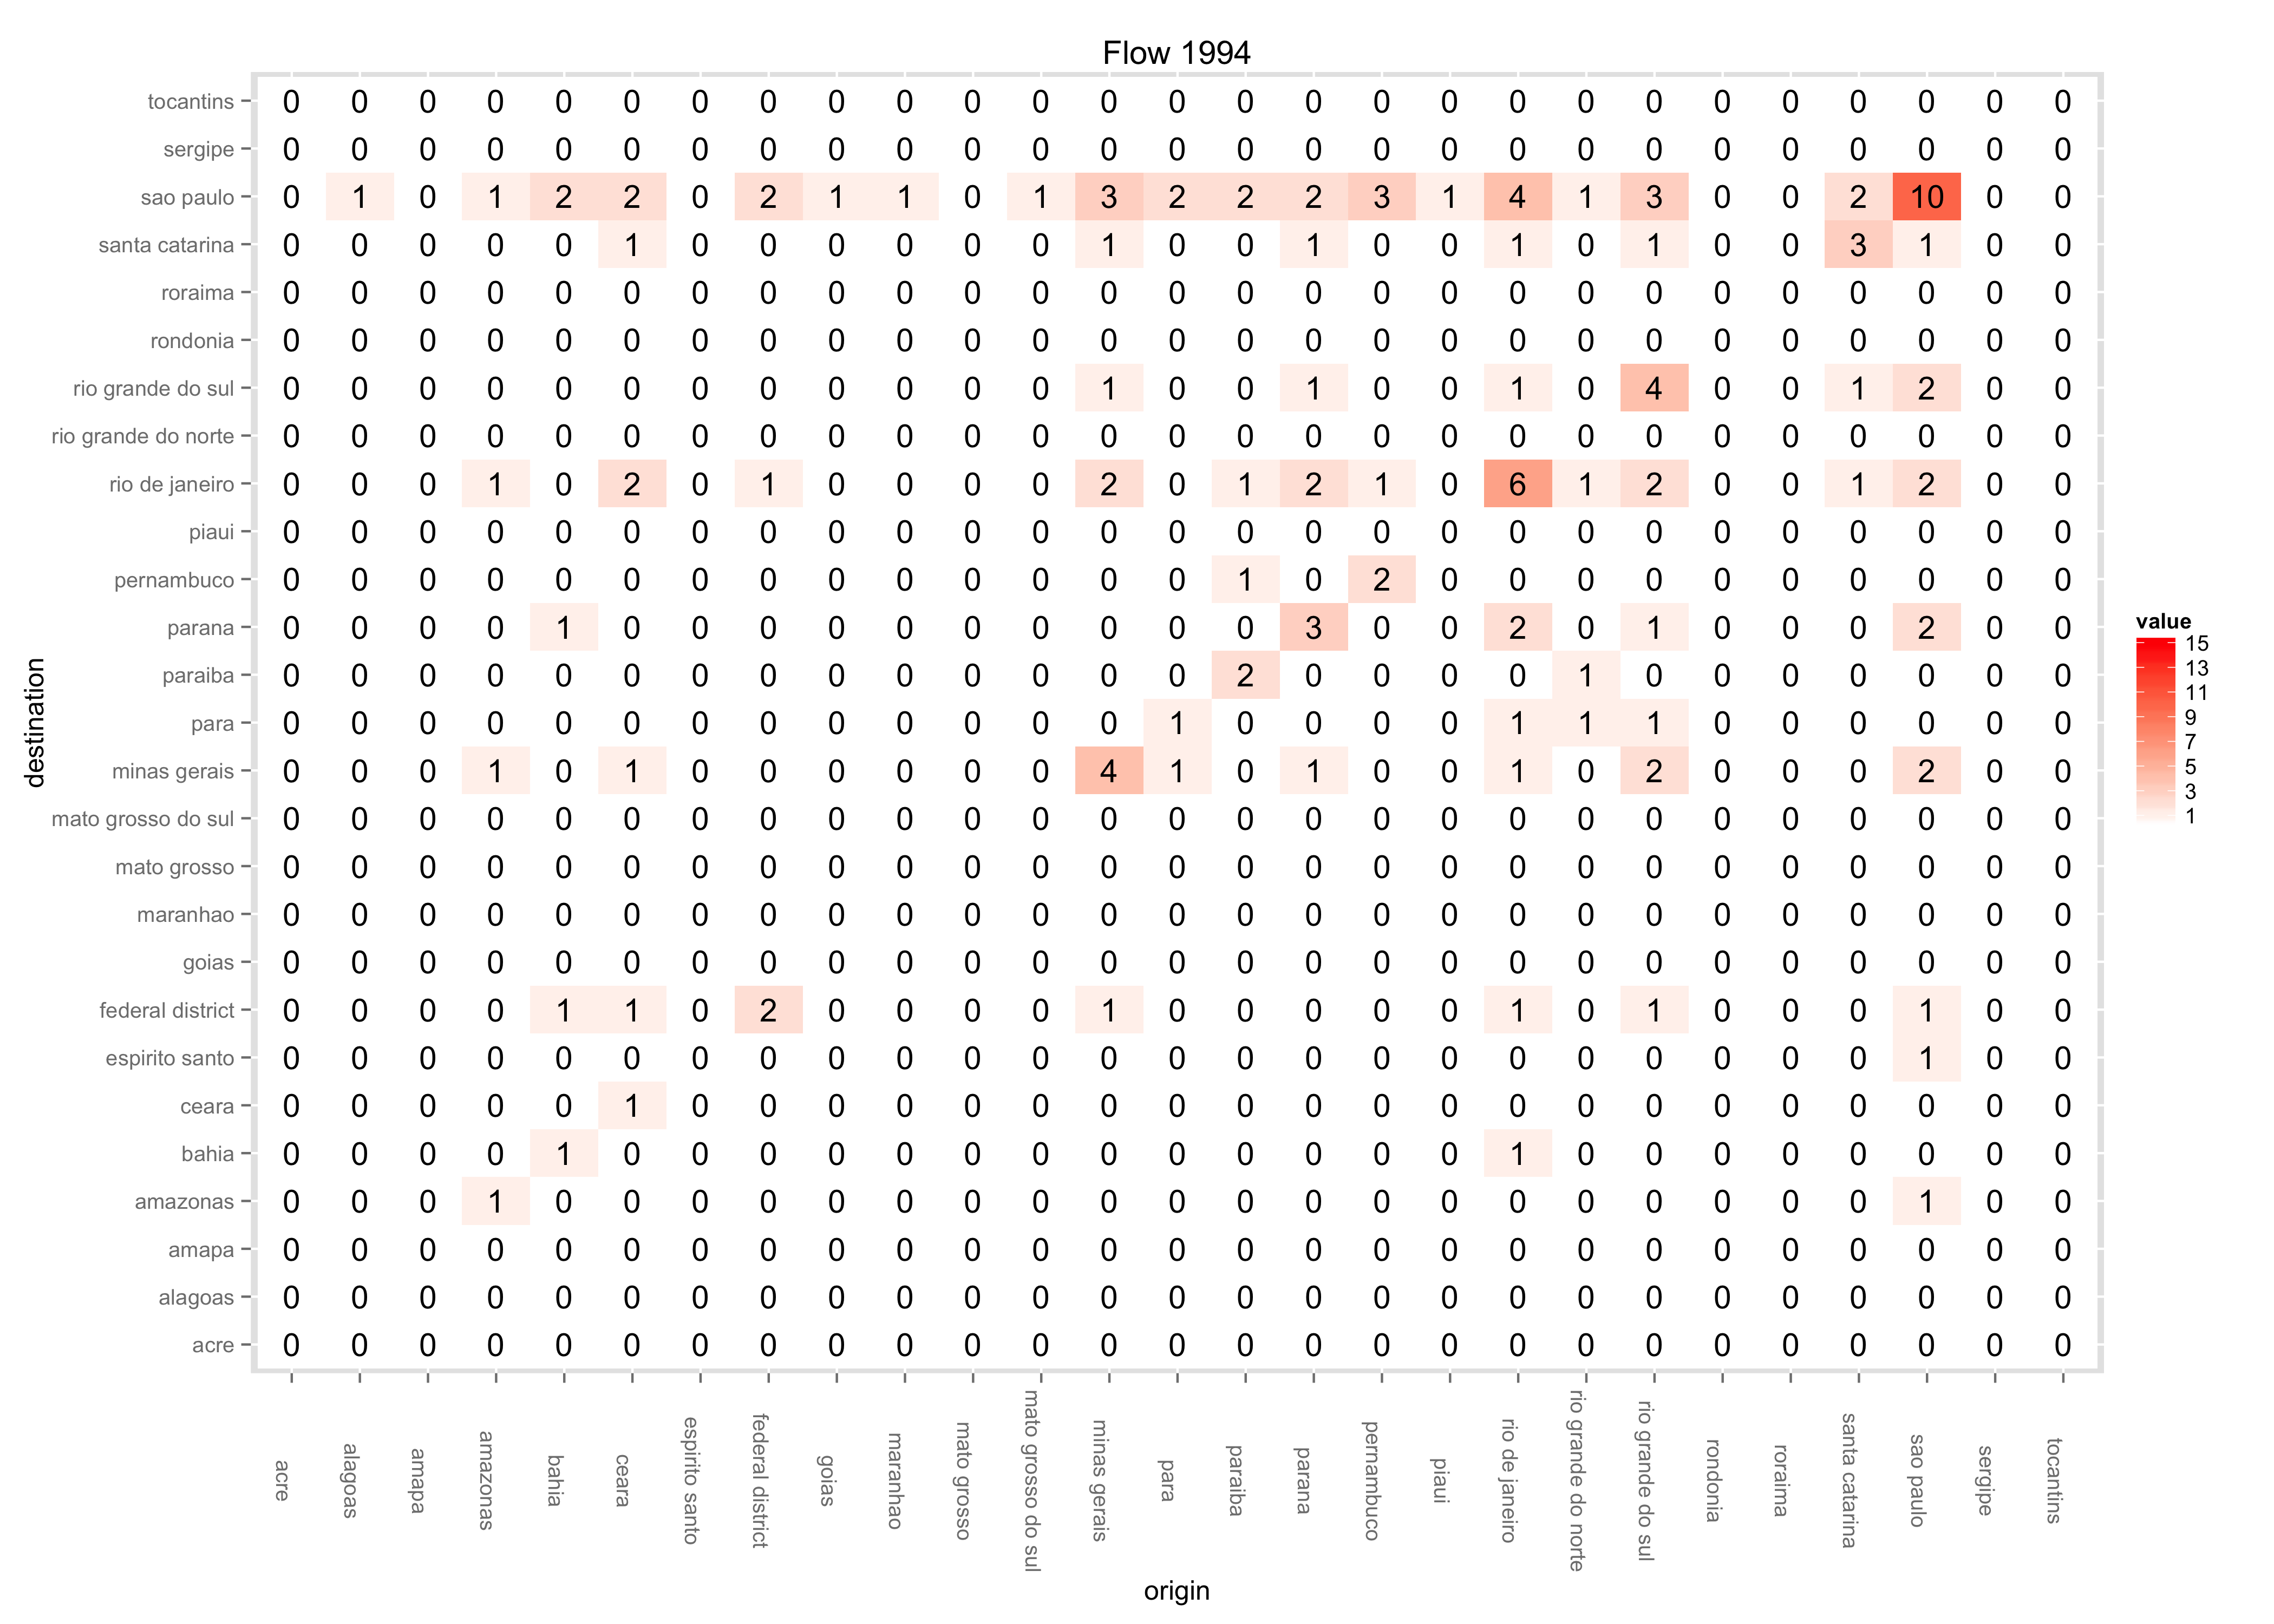 Flow 1994
tocantins 0 0 0 0 0 0 0 0 0 0 0 0 0 0 0 0 0 0 0 0 0 0 0 0 0 0 0
sergipe 0 0 0 0 0 0 0 0 0 0 0 0 0 0 0 0 0 0 0 0 0 0 0 0 0 0 0
sao paulo 0 1 0 1 2 2 0 2 1 1 0 1 3 2 2 2 3 1 4 1 3 0 0 2 10 0 0
santa catarina 0 0 0 0 0 1 0 0 0 0 0 0 1 0 0 1 0 0 1 0 1 0 0 3 1 0 0
roraima 0 0 0 0 0 0 0 0 0 0 0 0 0 0 0 0 0 0 0 0 0 0 0 0 0 0 0
rondonia 0 0 0 0 0 0 0 0 0 0 0 0 0 0 0 0 0 0 0 0 0 0 0 0 0 0 0
rio grande do sul 0 0 0 0 0 0 0 0 0 0 0 0 1 0 0 1 0 0 1 0 4 0 0 1 2 0 0
rio grande do norte 0 0 0 0 0 0 0 0 0 0 0 0 0 0 0 0 0 0 0 0 0 0 0 0 0 0 0
rio de janeiro 0 0 0 1 0 2 0 1 0 0 0 0 2 0 1 2 1 0 6 1 2 0 0 1 2 0 0
piaui 0 0 0 0 0 0 0 0 0 0 0 0 0 0 0 0 0 0 0 0 0 0 0 0 0 0 0
pernambuco 0 0 0 0 0 0 0 0 0 0 0 0 0 0 1 0 2 0 0 0 0 0 0 0 0 0 0
parana 0 0 0 0 1 0 0 0 0 0 0 0 0 0 0 3 0 0 2 0 1 0 0 0 2 0 0
paraiba 0 0 0 0 0 0 0 0 0 0 0 0 0 0 2 0 0 0 0 1 0 0 0 0 0 0 0
para 0 0 0 0 0 0 0 0 0 0 0 0 0 1 0 0 0 0 1 1 1 0 0 0 0 0 0
minas gerais 0 0 0 1 0 1 0 0 0 0 0 0 4 1 0 1 0 0 1 0 2 0 0 0 2 0 0
mato grosso do sul 0 0 0 0 0 0 0 0 0 0 0 0 0 0 0 0 0 0 0 0 0 0 0 0 0 0 0
mato grosso 0 0 0 0 0 0 0 0 0 0 0 0 0 0 0 0 0 0 0 0 0 0 0 0 0 0 0
maranhao 0 0 0 0 0 0 0 0 0 0 0 0 0 0 0 0 0 0 0 0 0 0 0 0 0 0 0
goias 0 0 0 0 0 0 0 0 0 0 0 0 0 0 0 0 0 0 0 0 0 0 0 0 0 0 0
federal district 0 0 0 0 1 1 0 2 0 0 0 0 1 0 0 0 0 0 1 0 1 0 0 0 1 0 0
espirito santo 0 0 0 0 0 0 0 0 0 0 0 0 0 0 0 0 0 0 0 0 0 0 0 0 1 0 0
ceara 0 0 0 0 0 1 0 0 0 0 0 0 0 0 0 0 0 0 0 0 0 0 0 0 0 0 0
bahia 0 0 0 0 1 0 0 0 0 0 0 0 0 0 0 0 0 0 1 0 0 0 0 0 0 0 0
amazonas 0 0 0 1 0 0 0 0 0 0 0 0 0 0 0 0 0 0 0 0 0 0 0 0 1 0 0
amapa 0 0 0 0 0 0 0 0 0 0 0 0 0 0 0 0 0 0 0 0 0 0 0 0 0 0 0
alagoas 0 0 0 0 0 0 0 0 0 0 0 0 0 0 0 0 0 0 0 0 0 0 0 0 0 0 0
acre 0 0 0 0 0 0 0 0 0 0 0 0 0 0 0 0 0 0 0 0 0 0 0 0 0 0 0
destination
acre
alagoas
amapa
amazonas
bahia
ceara
espirito santo
federal district
goias
maranhao
mato grosso
mato grosso do sul
minas gerais
para
paraiba
parana
pernambuco
piaui
rio de janeiro
rio grande do norte
rio grande do sul
rondonia
roraima
santa catarina
sao paulo
sergipe
tocantins
origin
value
15
13
11
9
7
5
3
1